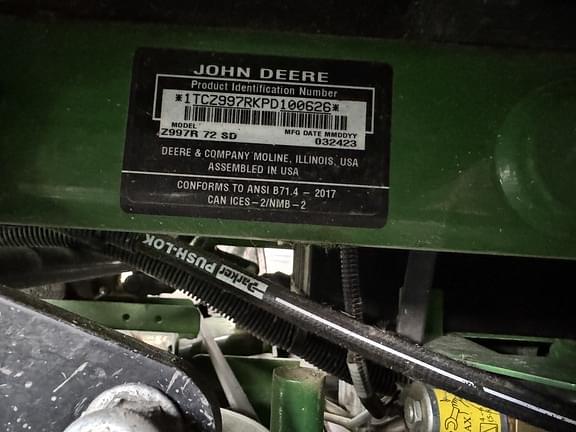 JOHN DEERE
Product Identification Number
*1TCZ997RKPD100626*
MODEL MFG DATE MMDDYY
Z997R 72 SD 032423
DEERE & COMPANY MOLINE, ILLINOIS, USA
ASSEMBLED IN USA
CONFORMS TO ANSI B71.4 - 2017
CAN ICES-2/NMB-2
Parker PUSH-LOK